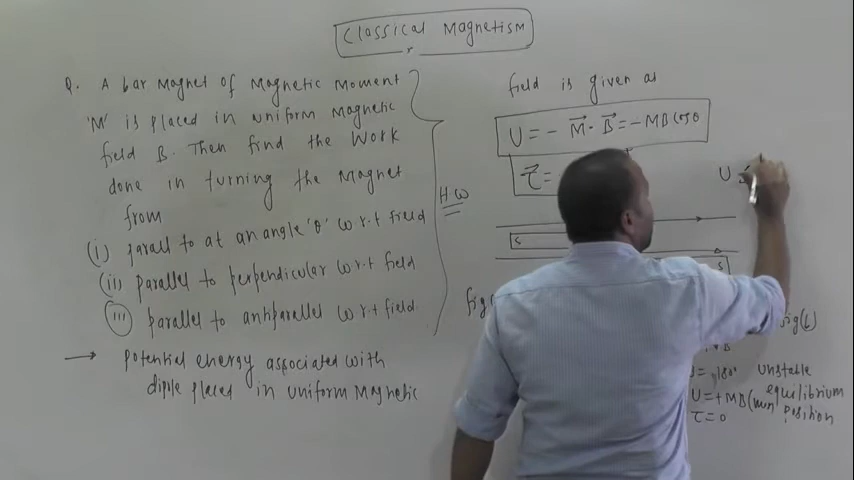 Classical Magnetism
Q. A bar Magnet of Magnetic Moment
'M' is placed in uniform Magnetic
field B. Then find the Work
done in turning the Magnet
from
(i) parall to at an angle 'θ' w.r.t field
(ii) parallel to perpendicular w.r.t field
(iii) parallel to antiparallel w.r.t field.
H.W
→ potential energy associated with
dipole placed in uniform Magnetic
field is given as
U = - M⃗ · B⃗ = -MB cosθ
τ⃗ =
U
S
S
fig(b)
180° unstable
equilibrium
U = +MB (min position
τ = 0